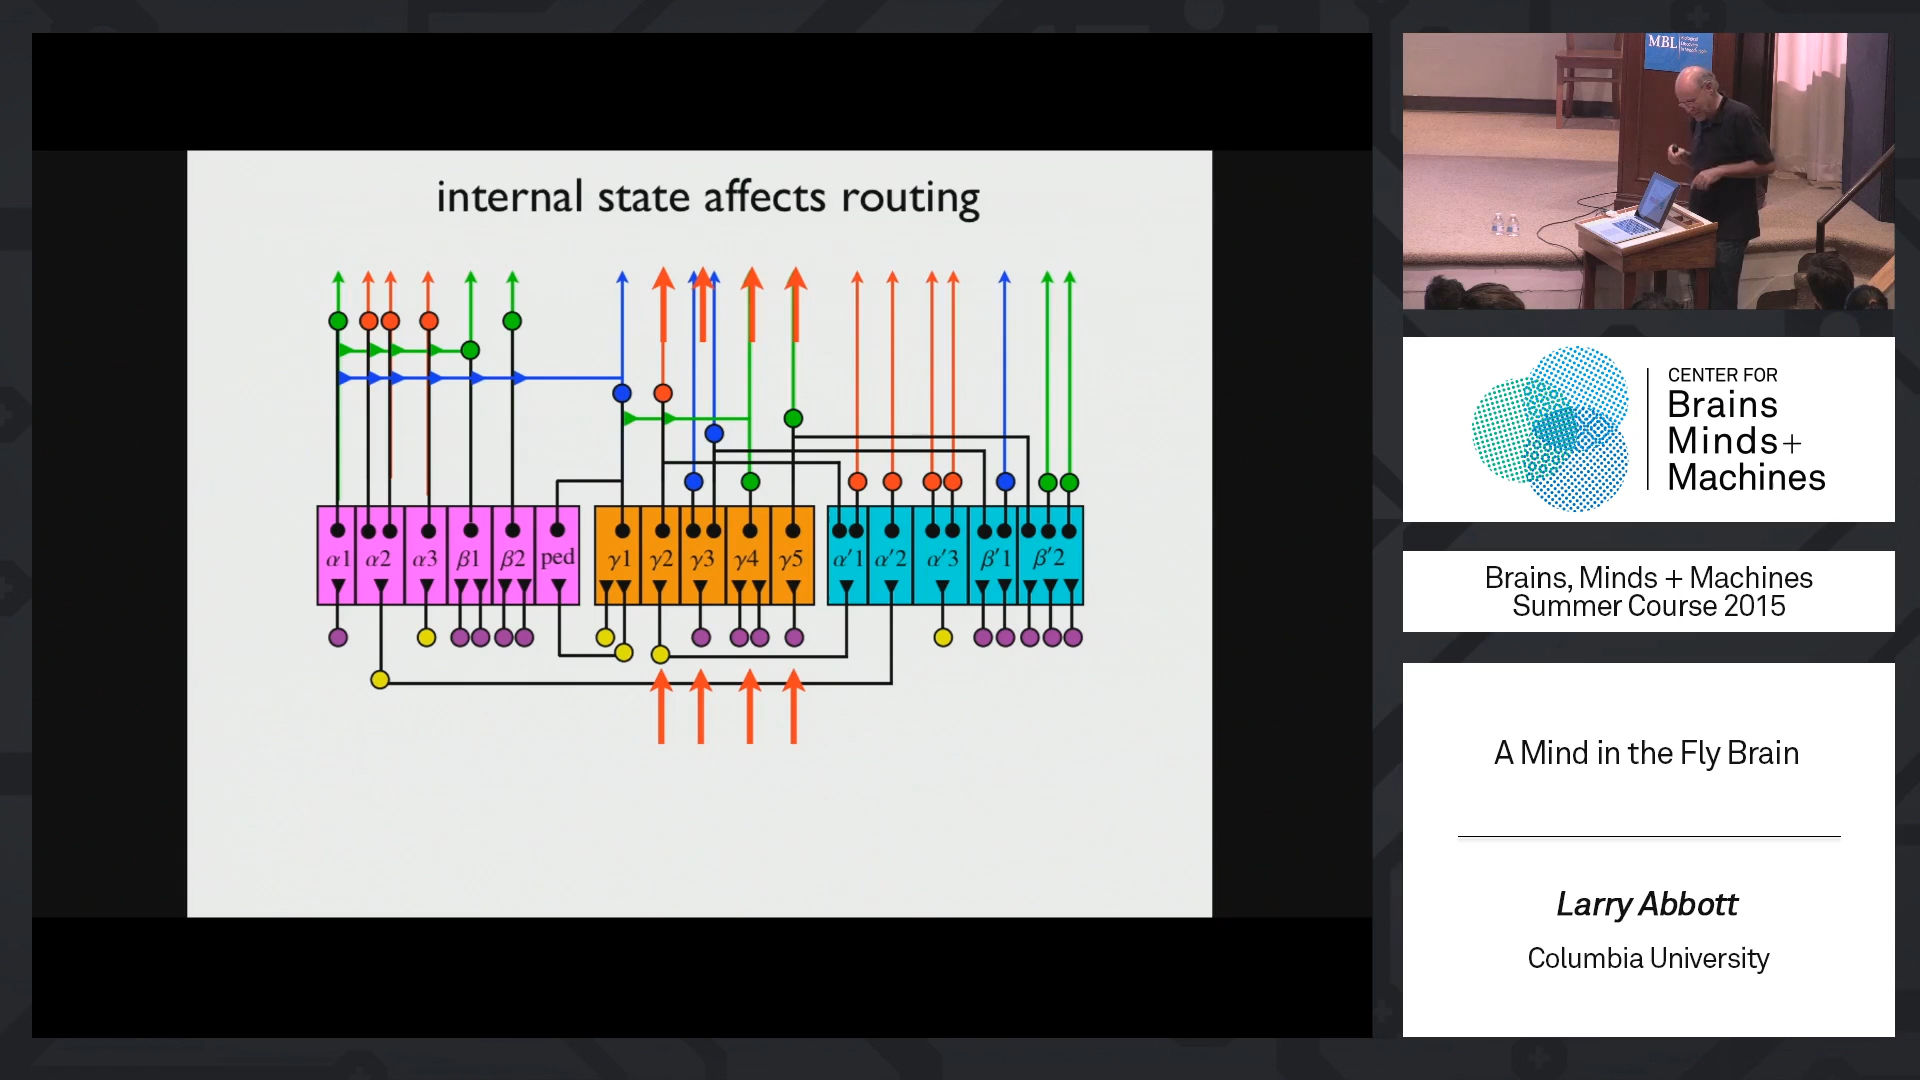 internal state affects routing
α1 α2 α3 β1 β2 ped γ1 γ2 γ3 γ4 γ5 α′1 α′2 α′3 β′1 β′2
MBL
CENTER FOR
Brains
Minds+
Machines
Brains, Minds + Machines
Summer Course 2015
A Mind in the Fly Brain
Larry Abbott
Columbia University